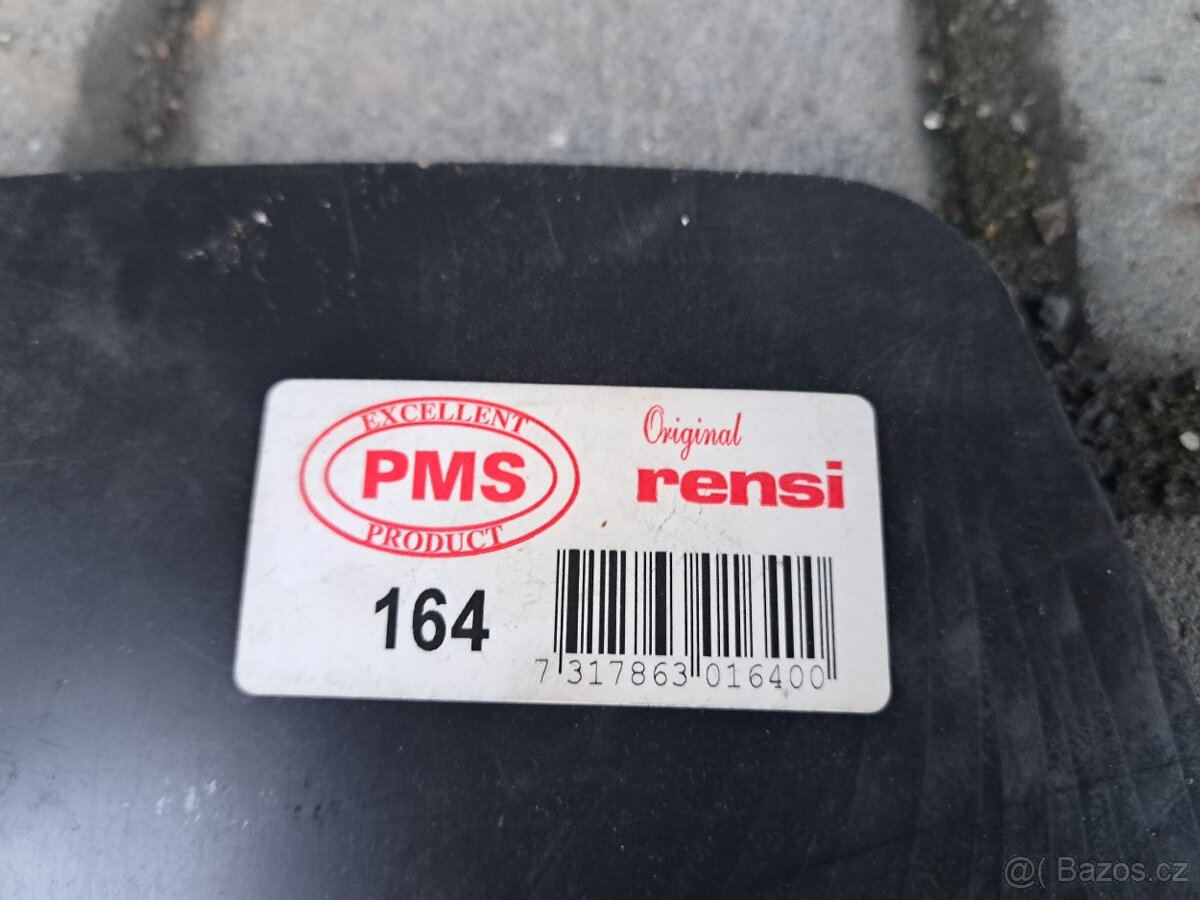 EXCELLENT
PMS
PRODUCT
Original
rensi
164
7 317863 016400
@( Bazos.cz